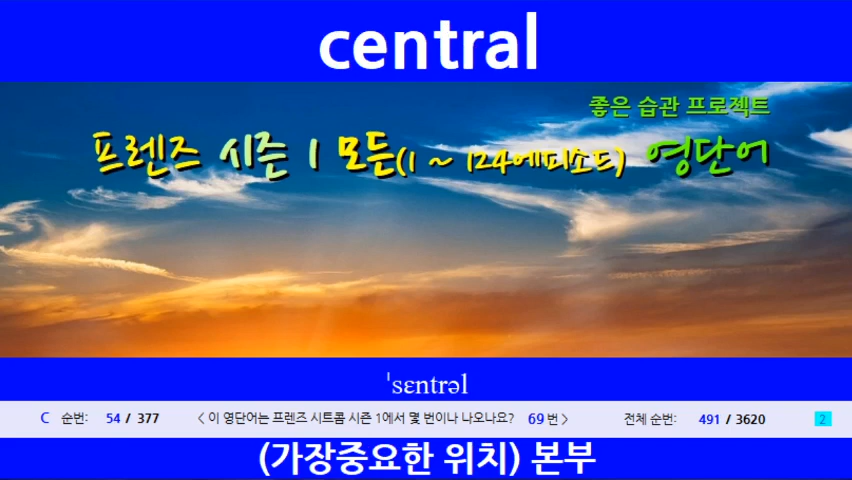 central
좋은 습관 프로젝트
프렌즈 시즌 1 모든(1 ~ 124에피소드) 영단어
ˈsɛntrəl
C 순번: 54 / 377 < 이 영단어는 프렌즈 시트콤 시즌 1에서 몇 번이나 나오나요? 69 번 > 전체 순번: 491 / 3620 2
(가장중요한 위치) 본부